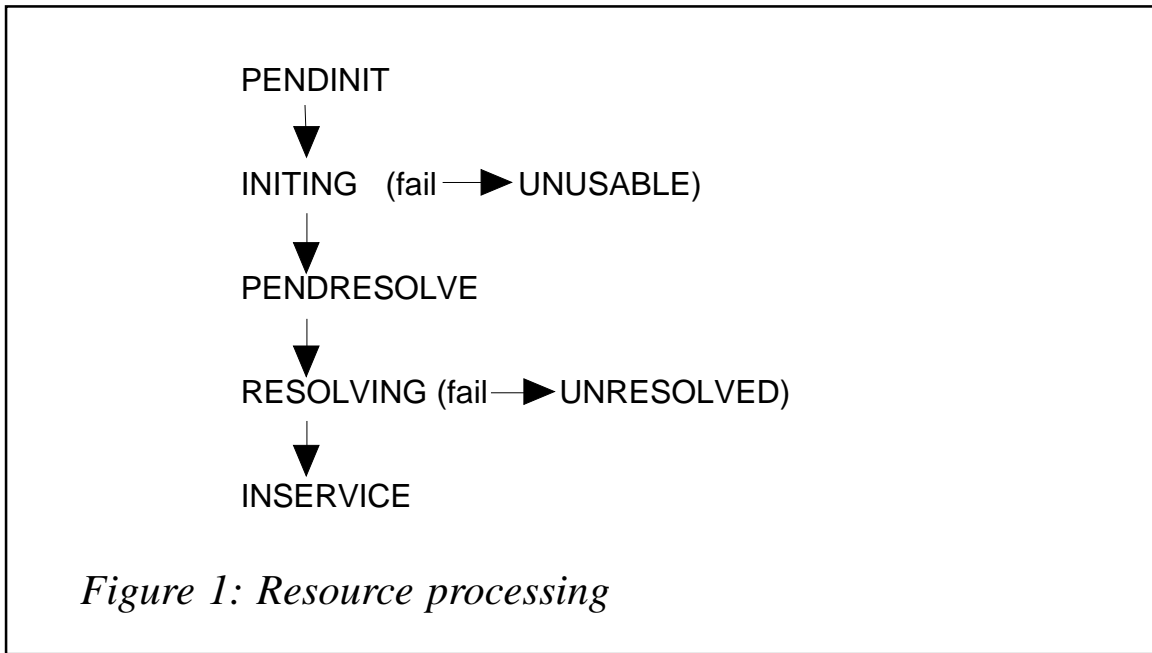 PENDINIT
INITING (fail UNUSABLE)
PENDRESOLVE
RESOLVING (fail UNRESOLVED)
INSERVICE
Figure 1: Resource processing